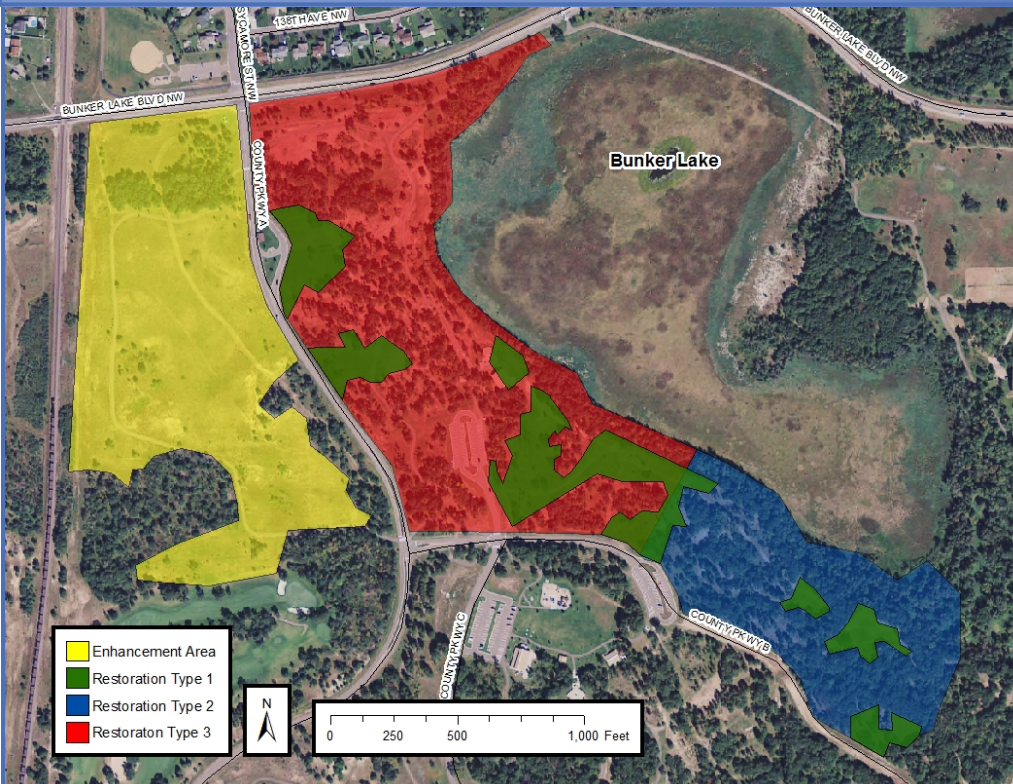 138TH AVE NW
BUNKER LAKE BLVD NW
SYCAMORE ST NW
BUNKER LAKE BLVD NW
COUNTY PKWY A
Bunker Lake
COUNTY PKWY B
COUNTY PKWY C
Enhancement Area
Restoration Type 1
Restoration Type 2
Restoraton Type 3
N
0 250 500 1,000 Feet